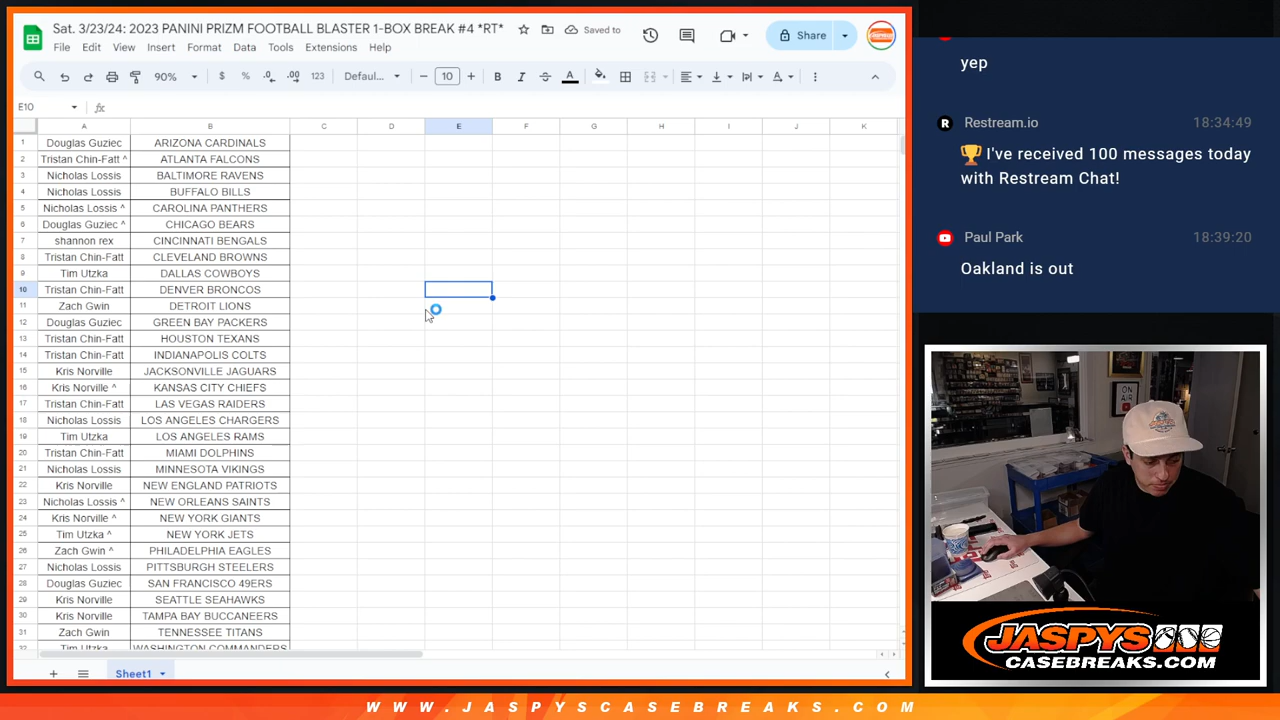 Sat. 3/23/24: 2023 PANINI PRIZM FOOTBALL BLASTER 1-BOX BREAK #4 *RT*
Saved to
Share
File Edit View Insert Format Data Tools Extensions Help
90% $ % .0 .00 123 Defaul... 10 B I A
E10 fx
A B C D E F G H I J K
1 Douglas Guziec ARIZONA CARDINALS
2 Tristan Chin-Fatt ^ ATLANTA FALCONS
3 Nicholas Lossis BALTIMORE RAVENS
4 Nicholas Lossis BUFFALO BILLS
5 Nicholas Lossis ^ CAROLINA PANTHERS
6 Douglas Guziec ^ CHICAGO BEARS
7 shannon rex CINCINNATI BENGALS
8 Tristan Chin-Fatt CLEVELAND BROWNS
9 Tim Utzka DALLAS COWBOYS
10 Tristan Chin-Fatt DENVER BRONCOS
11 Zach Gwin DETROIT LIONS
12 Douglas Guziec GREEN BAY PACKERS
13 Tristan Chin-Fatt HOUSTON TEXANS
14 Tristan Chin-Fatt INDIANAPOLIS COLTS
15 Kris Norville JACKSONVILLE JAGUARS
16 Kris Norville ^ KANSAS CITY CHIEFS
17 Tristan Chin-Fatt LAS VEGAS RAIDERS
18 Nicholas Lossis LOS ANGELES CHARGERS
19 Tim Utzka LOS ANGELES RAMS
20 Tristan Chin-Fatt MIAMI DOLPHINS
21 Nicholas Lossis MINNESOTA VIKINGS
22 Kris Norville NEW ENGLAND PATRIOTS
23 Nicholas Lossis ^ NEW ORLEANS SAINTS
24 Kris Norville ^ NEW YORK GIANTS
25 Tim Utzka ^ NEW YORK JETS
26 Zach Gwin ^ PHILADELPHIA EAGLES
27 Nicholas Lossis PITTSBURGH STEELERS
28 Douglas Guziec SAN FRANCISCO 49ERS
29 Kris Norville SEATTLE SEAHAWKS
30 Kris Norville TAMPA BAY BUCCANEERS
31 Zach Gwin TENNESSEE TITANS
32 Tim Utzka WASHINGTON COMMANDERS
Sheet1
yep
R Restream.io 18:34:49
🏆 I've received 100 messages today
with Restream Chat!
Paul Park 18:39:20
Oakland is out
ON
AIR
JASPYS
CASEBREAKS.COM
WWW.JASPYSCASEBREAKS.COM